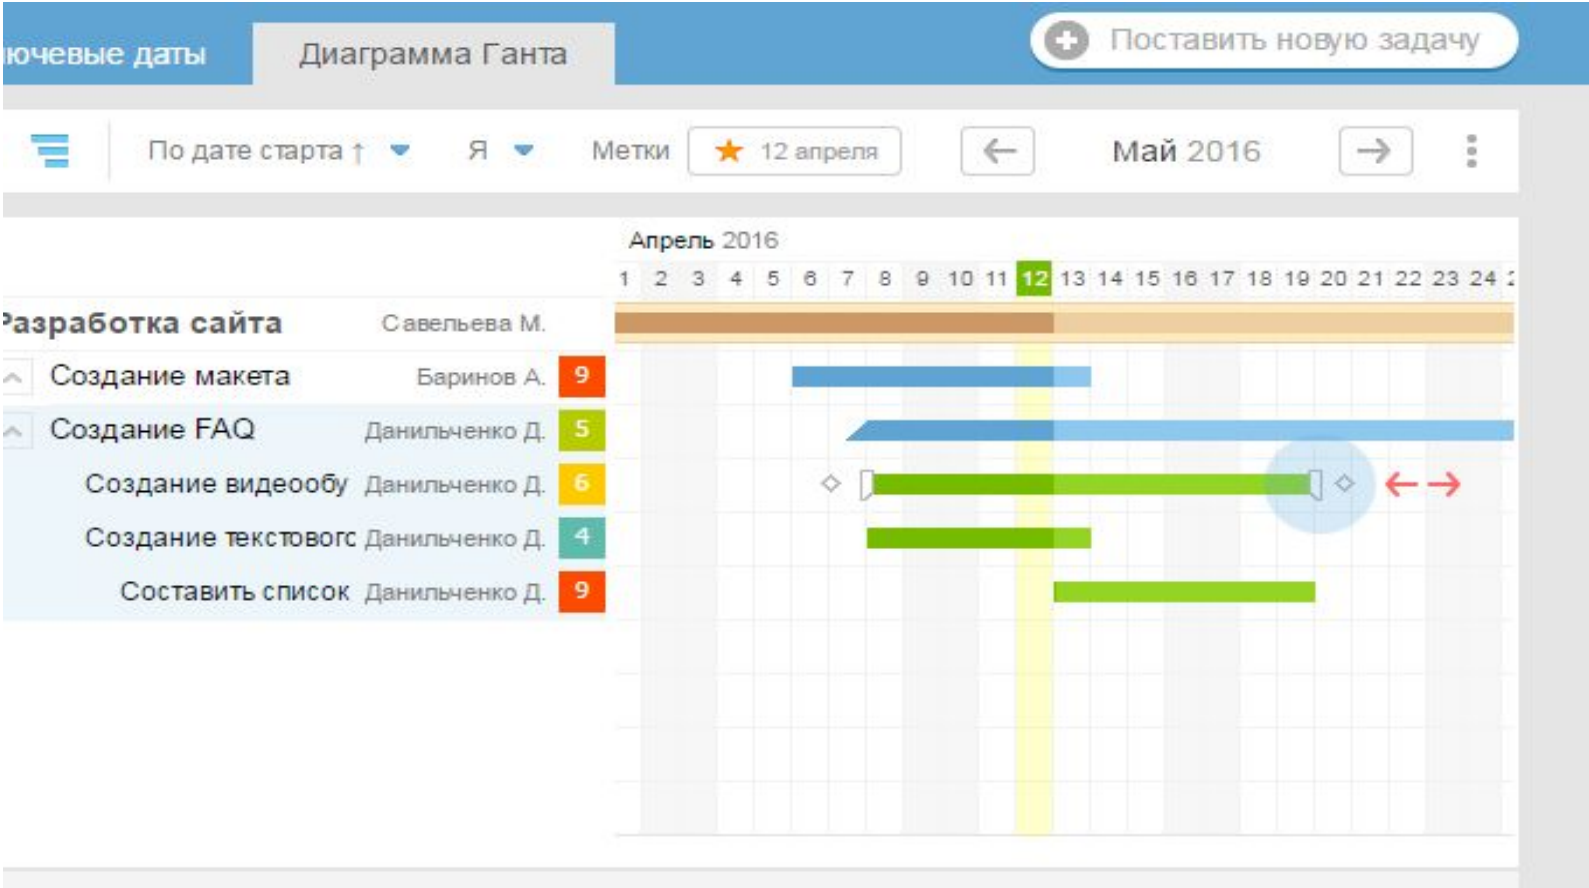 лючевые даты Диаграмма Ганта Поставить новую задачу
По дате старта ↑ Я Метки 12 апреля Май 2016
Апрель 2016
1 2 3 4 5 6 7 8 9 10 11 12 13 14 15 16 17 18 19 20 21 22 23 24
Разработка сайта Савельева М.
Создание макета Баринов А. 9
Создание FAQ Данильченко Д. 5
Создание видеообу Данильченко Д. 6
Создание текстовогс Данильченко Д. 4
Составить список Данильченко Д. 9